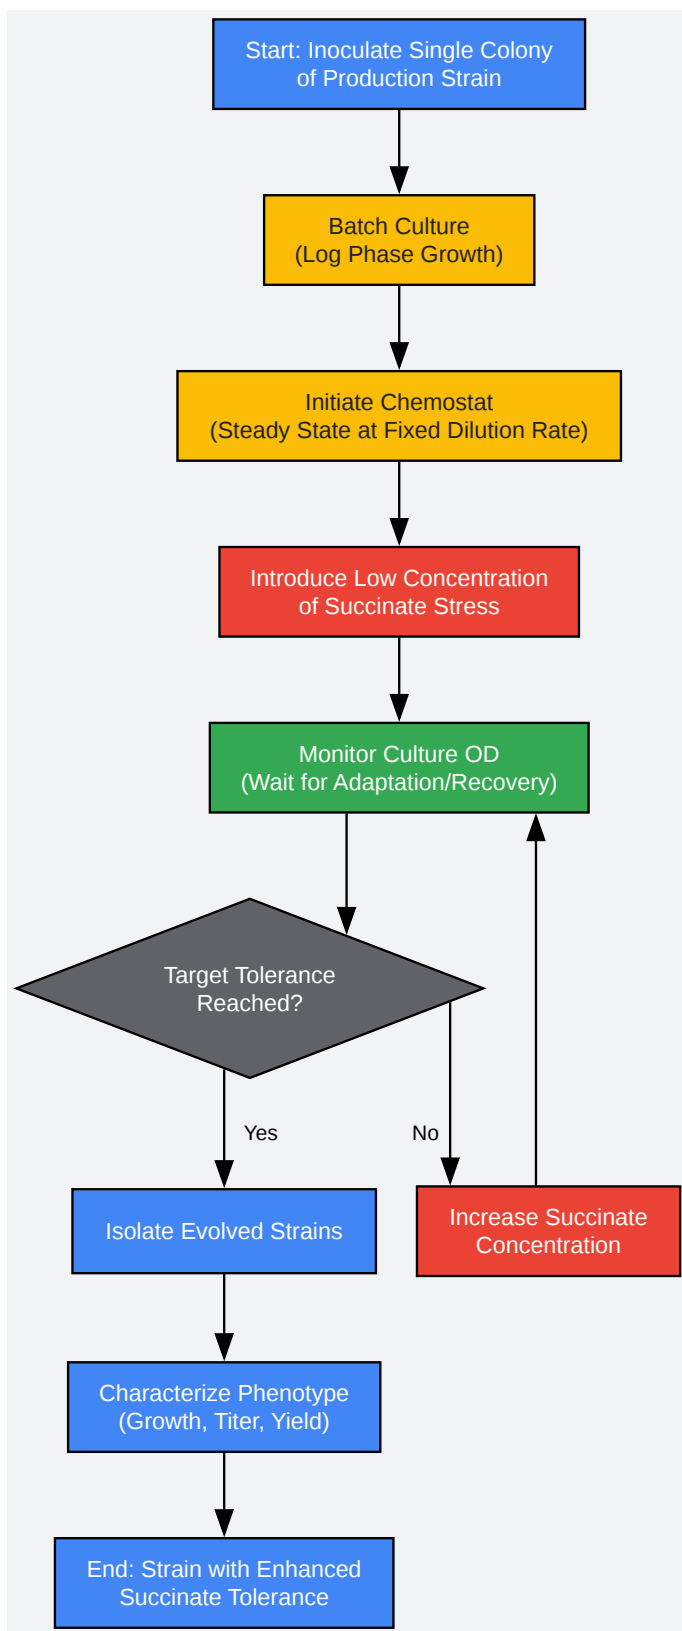 Start: Inoculate Single Colony
of Production Strain
Batch Culture
(Log Phase Growth)
Initiate Chemostat
(Steady State at Fixed Dilution Rate)
Introduce Low Concentration
of Succinate Stress
Monitor Culture OD
(Wait for Adaptation/Recovery)
Target Tolerance
Reached?
Yes
No
Isolate Evolved Strains
Increase Succinate
Concentration
Characterize Phenotype
(Growth, Titer, Yield)
End: Strain with Enhanced
Succinate Tolerance